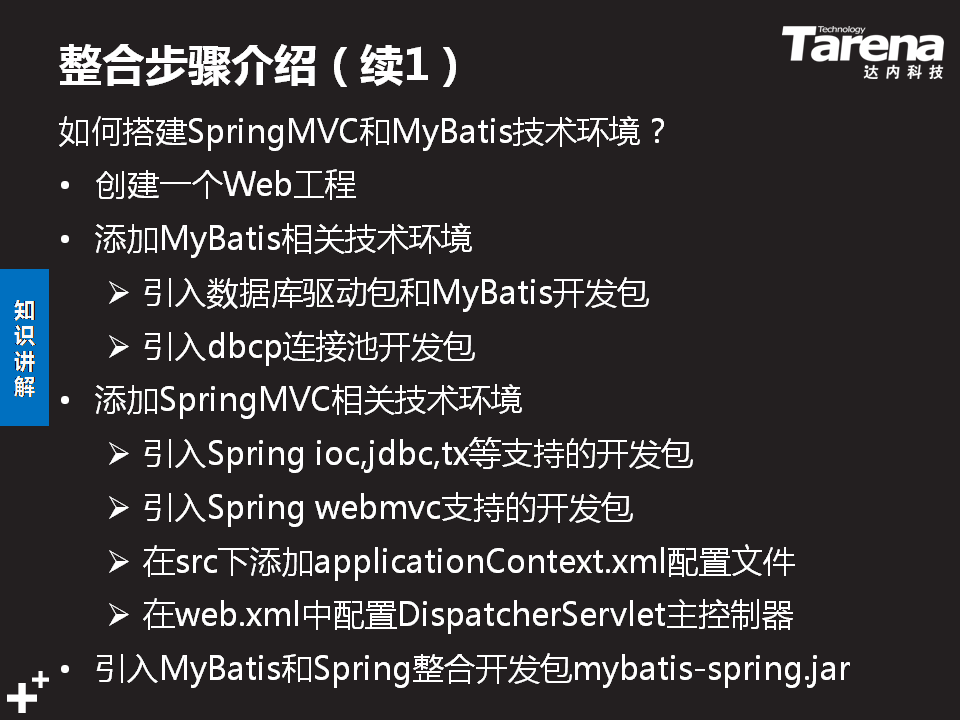 整合步骤介绍（续1）
Technology
Tarena
达内科技
如何搭建SpringMVC和MyBatis技术环境？
• 创建一个Web工程
• 添加MyBatis相关技术环境
➢ 引入数据库驱动包和MyBatis开发包
➢ 引入dbcp连接池开发包
• 添加SpringMVC相关技术环境
➢ 引入Spring ioc,jdbc,tx等支持的开发包
➢ 引入Spring webmvc支持的开发包
➢ 在src下添加applicationContext.xml配置文件
➢ 在web.xml中配置DispatcherServlet主控制器
• 引入MyBatis和Spring整合开发包mybatis-spring.jar
知识讲解